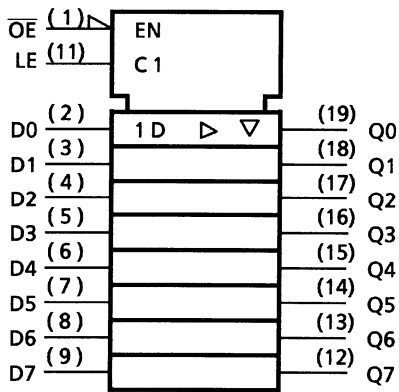 OE (1) EN
LE (11) C1
D0 (2) 1D (19) Q0
D1 (3) (18) Q1
D2 (4) (17) Q2
D3 (5) (16) Q3
D4 (6) (15) Q4
D5 (7) (14) Q5
D6 (8) (13) Q6
D7 (9) (12) Q7